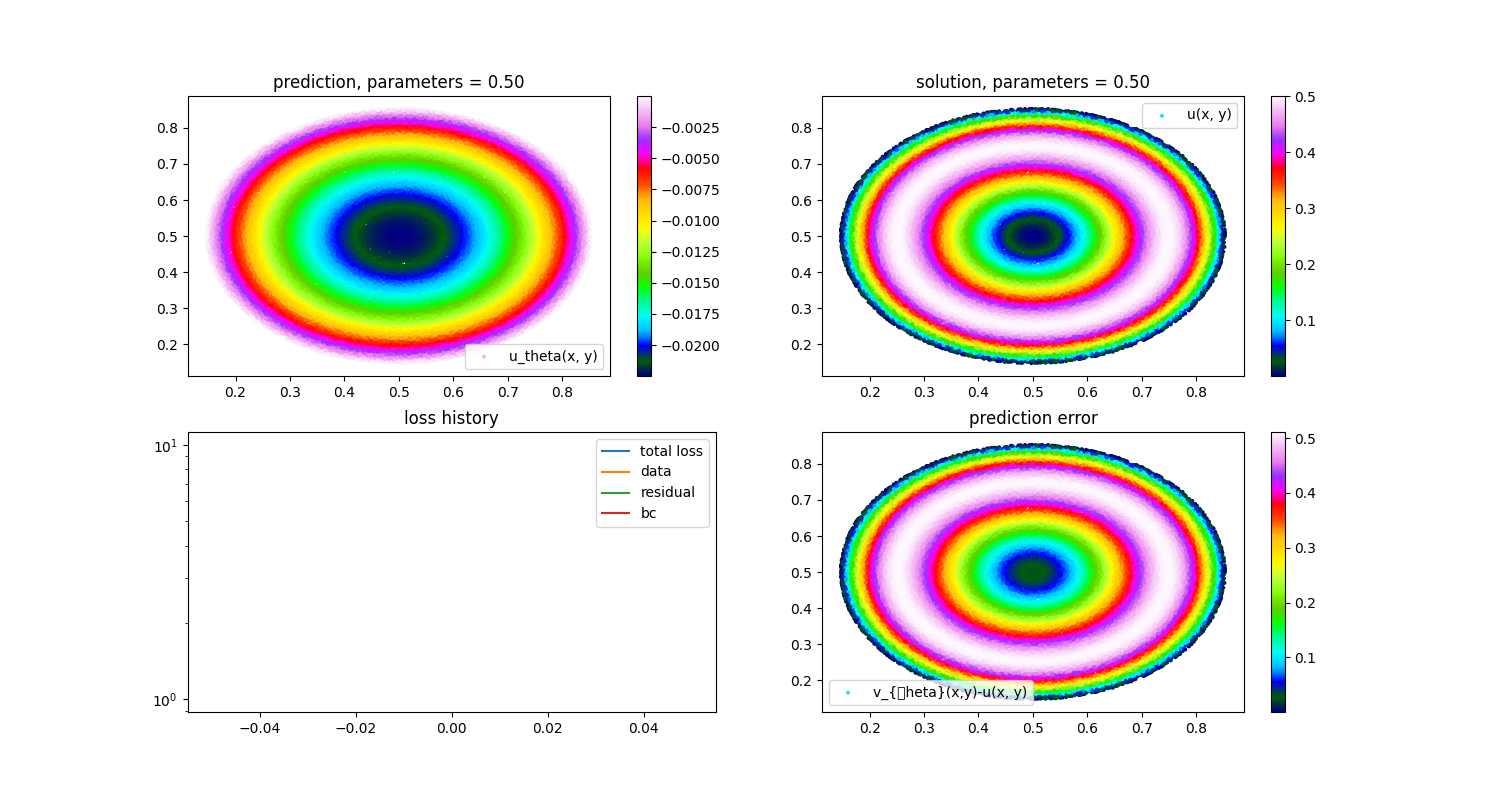 prediction, parameters = 0.50
0.8
0.7
0.6
0.5
0.4
0.3
0.2
u_theta(x, y)
0.2 0.3 0.4 0.5 0.6 0.7 0.8
−0.0025
−0.0050
−0.0075
−0.0100
−0.0125
−0.0150
−0.0175
−0.0200
solution, parameters = 0.50
u(x, y)
0.8
0.7
0.6
0.5
0.4
0.3
0.2
0.2 0.3 0.4 0.5 0.6 0.7 0.8
0.5
0.4
0.3
0.2
0.1
loss history
10¹
10⁰
total loss
data
residual
bc
−0.04 −0.02 0.00 0.02 0.04
prediction error
0.8
0.7
0.6
0.5
0.4
0.3
0.2
v_{▯heta}(x,y)-u(x, y)
0.2 0.3 0.4 0.5 0.6 0.7 0.8
0.5
0.4
0.3
0.2
0.1